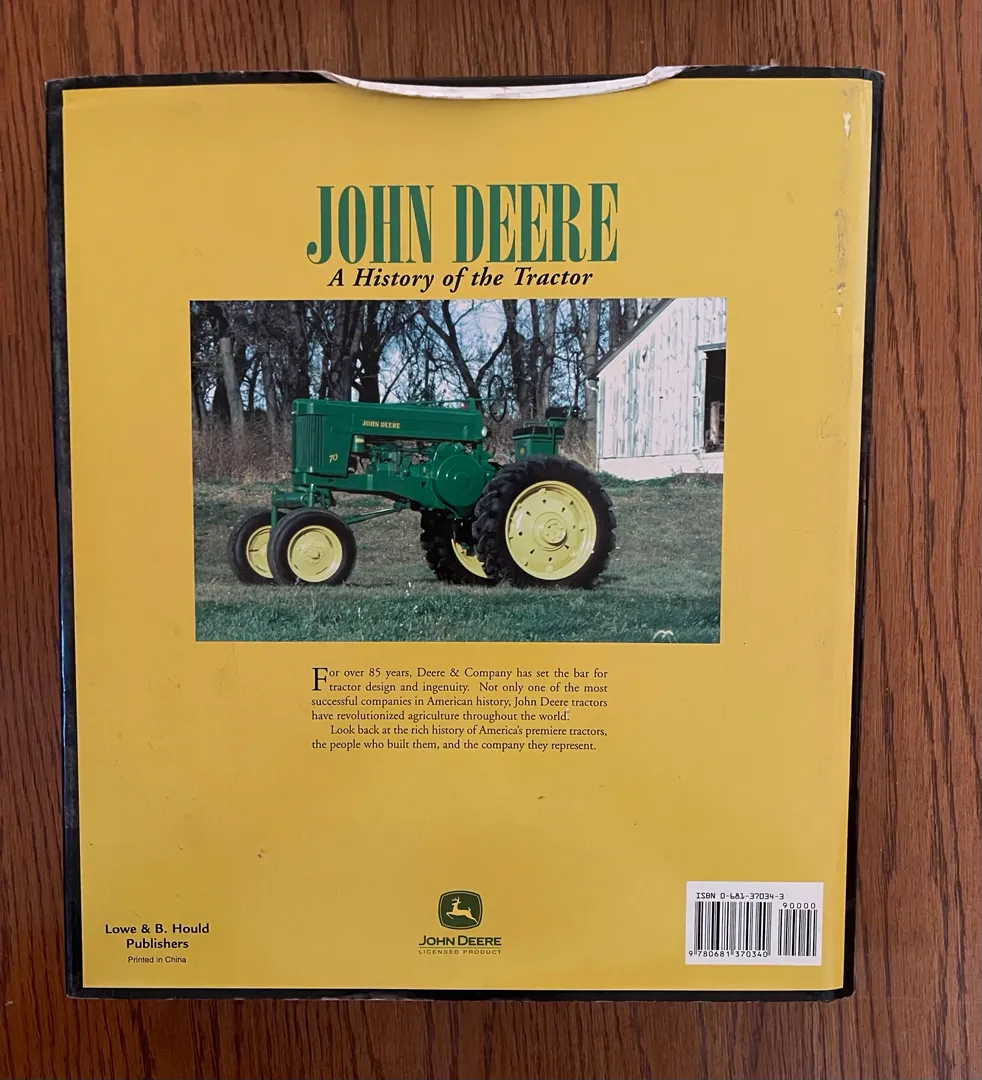 JOHN DEERE
A History of the Tractor
JOHN DEERE
70
For over 85 years, Deere & Company has set the bar for
tractor design and ingenuity. Not only one of the most
successful companies in American history, John Deere tractors
have revolutionized agriculture throughout the world.
Look back at the rich history of America's premiere tractors,
the people who built them, and the company they represent.
Lowe & B. Hould
Publishers
Printed in China
JOHN DEERE
LICENSED PRODUCT
ISBN 0-681-37034-3
90000
9 780681 370340